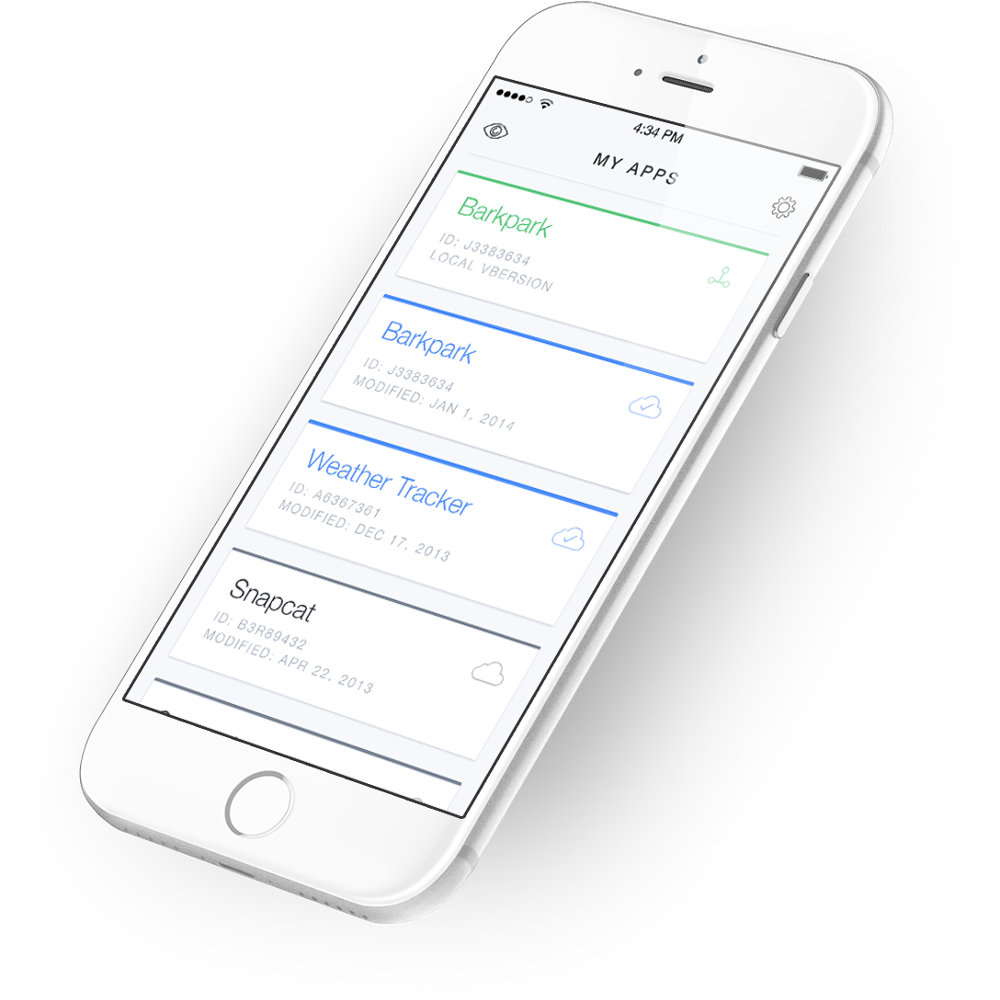 4:34 PM
MY APPS
Barkpark
ID: J3383634
LOCAL VBERSION
Barkpark
ID: J3383634
MODIFIED: JAN 1, 2014
Weather Tracker
ID: A6367361
MODIFIED: DEC 17, 2013
Snapcat
ID: B3R89432
MODIFIED: APR 22, 2013